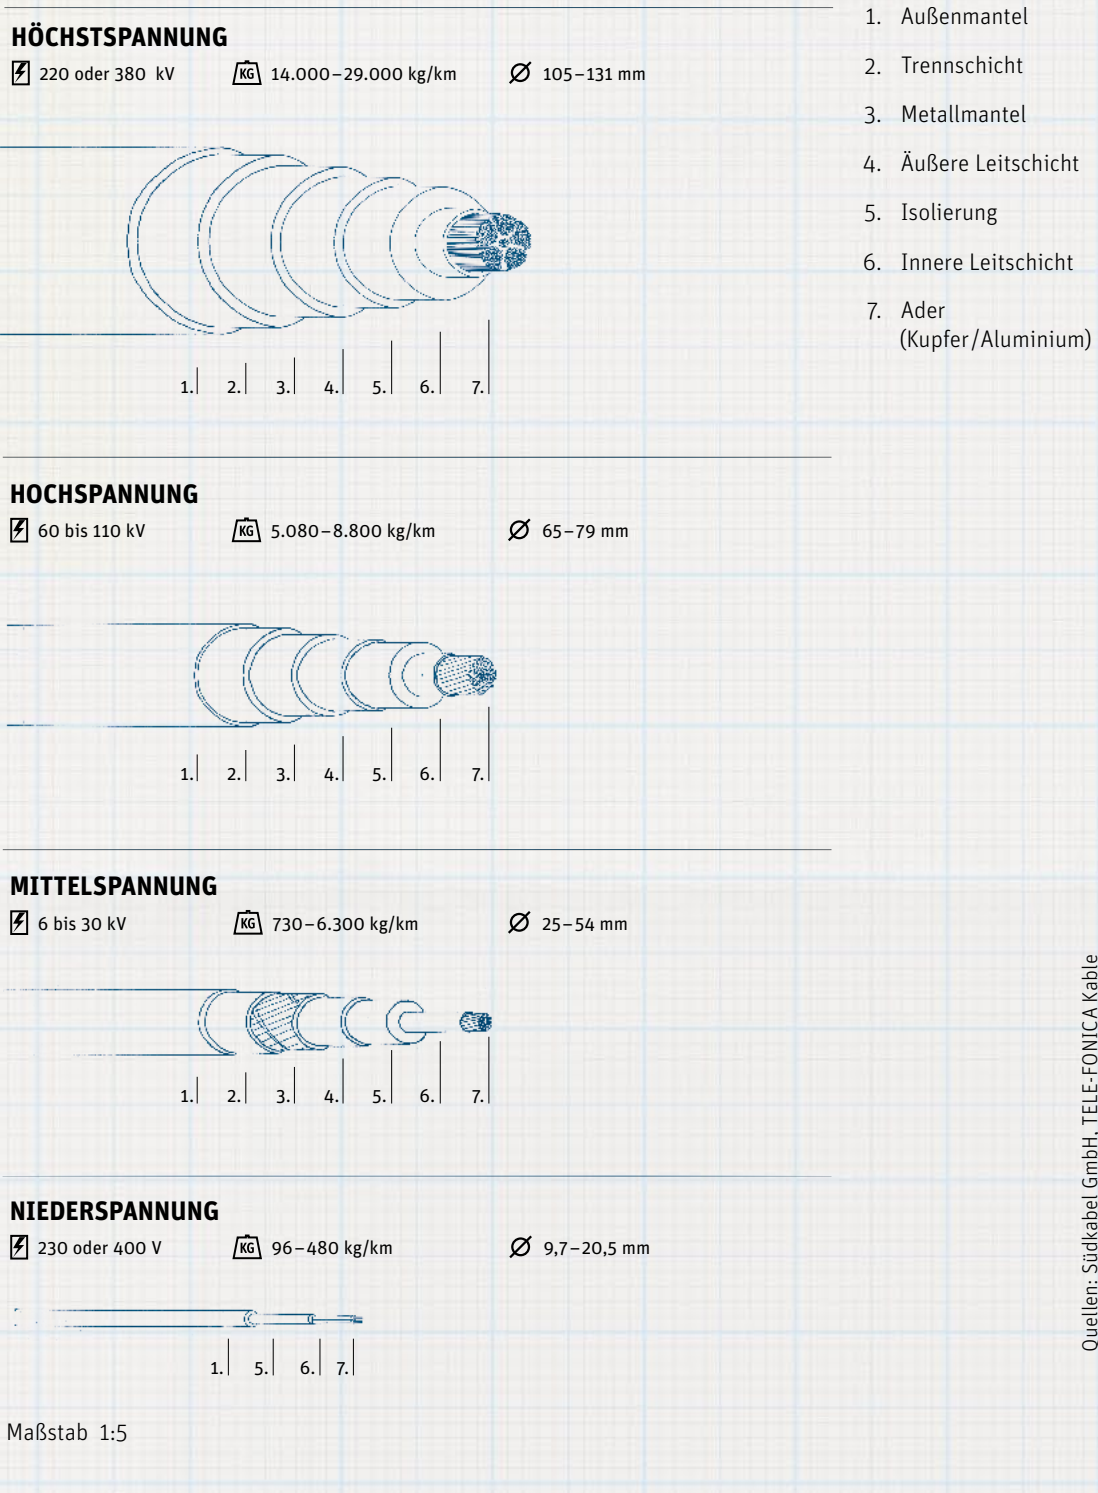 HÖCHSTSPANNUNG
220 oder 380 kV KG 14.000–29.000 kg/km Ø 105–131 mm
1. 2. 3. 4. 5. 6. 7.
HOCHSPANNUNG
60 bis 110 kV KG 5.080–8.800 kg/km Ø 65–79 mm
1. 2. 3. 4. 5. 6. 7.
MITTELSPANNUNG
6 bis 30 kV KG 730–6.300 kg/km Ø 25–54 mm
1. 2. 3. 4. 5. 6. 7.
NIEDERSPANNUNG
230 oder 400 V KG 96–480 kg/km Ø 9,7–20,5 mm
1. 5. 6. 7.
Maßstab 1:5
1. Außenmantel
2. Trennschicht
3. Metallmantel
4. Äußere Leitschicht
5. Isolierung
6. Innere Leitschicht
7. Ader
(Kupfer/Aluminium)
Quellen: Südkabel GmbH, TELE-FONICA Kable